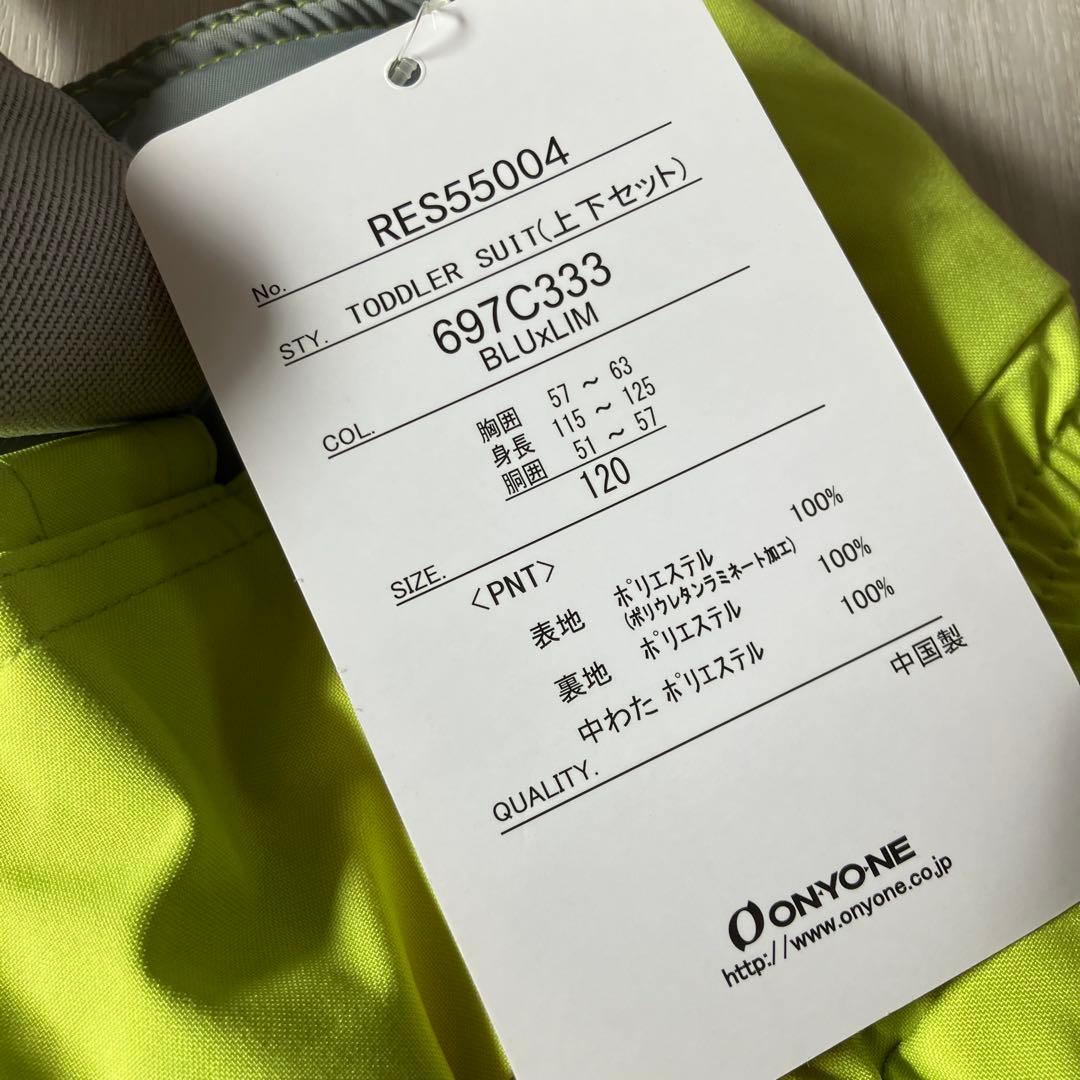 No. RES55004
STY. TODDLER SUIT(上下セット)
697C333
COL. BLUxLIM
胸囲 57 ～ 63
身長 115 ～ 125
胴囲 51 ～ 57
SIZE. 120
<PNT>
表地 ポリエステル 100%
(ポリウレタンラミネート加工)
裏地 ポリエステル 100%
中わた ポリエステル 100%
QUALITY. 中国製
ON・YO・NE
http://www.onyone.co.jp